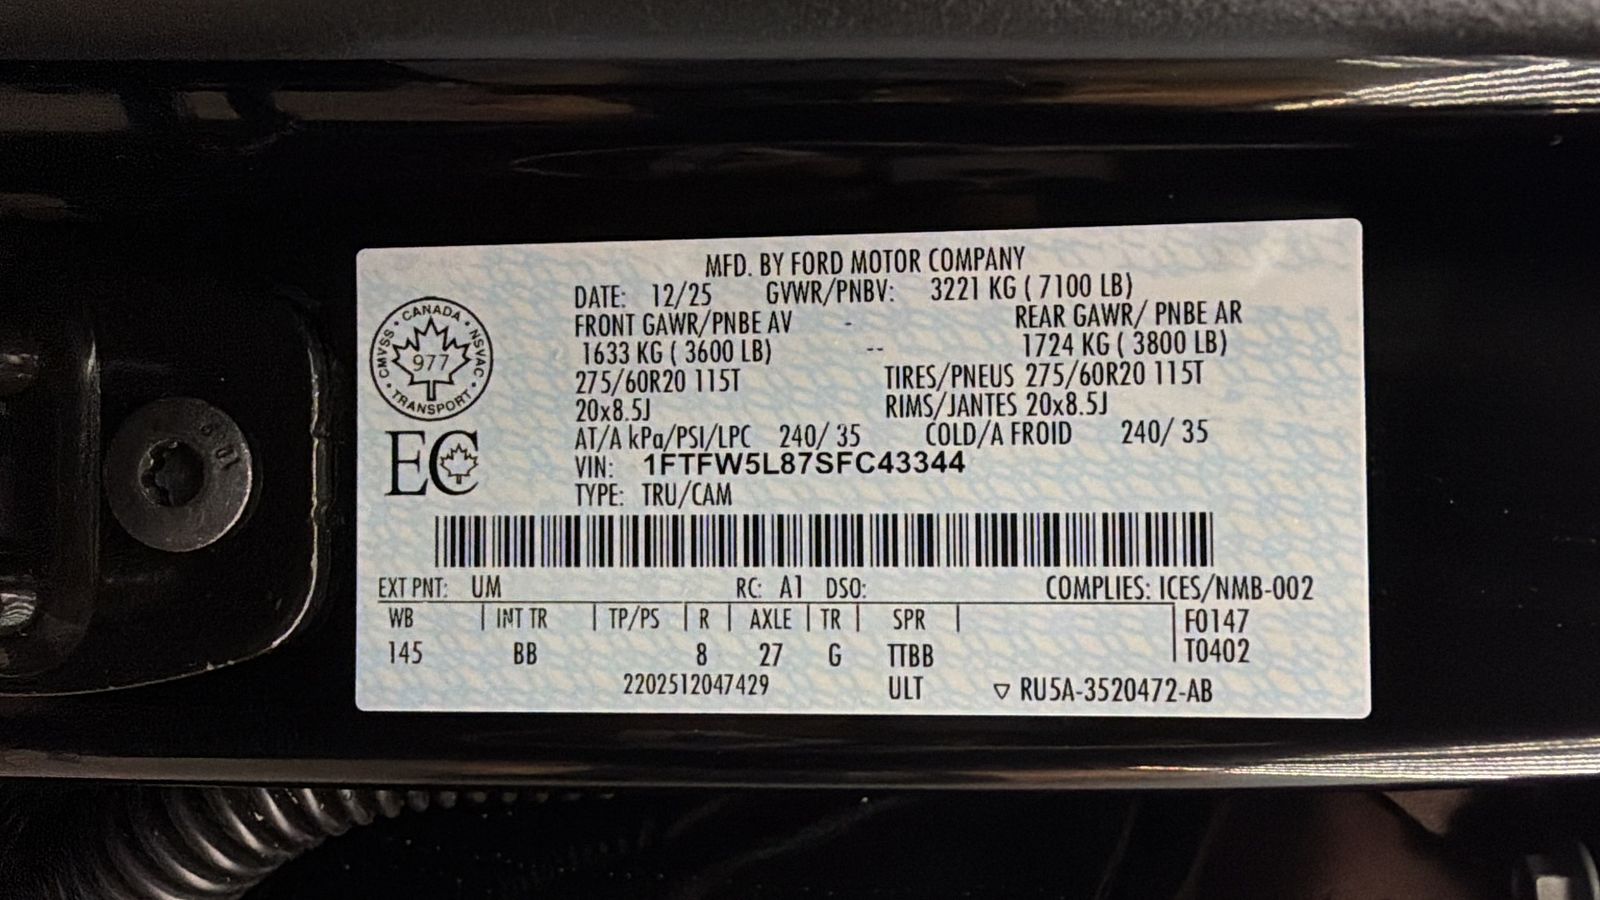 MFD. BY FORD MOTOR COMPANY
DATE: 12/25 GVWR/PNBV: 3221 KG ( 7100 LB)
FRONT GAWR/PNBE AV - REAR GAWR/ PNBE AR
1633 KG ( 3600 LB) -- 1724 KG ( 3800 LB)
275/60R20 115T TIRES/PNEUS 275/60R20 115T
20x8.5J RIMS/JANTES 20x8.5J
AT/A kPa/PSI/LPC 240/ 35 COLD/A FROID 240/ 35
VIN: 1FTFW5L87SFC43344
TYPE: TRU/CAM
CANADA
CMVSS 977 NSVAC
TRANSPORT
EC
EXT PNT: UM RC: A1 DSO: COMPLIES: ICES/NMB-002
WB | INT TR | TP/PS | R | AXLE | TR | SPR | F0147
145 BB 8 27 G TTBB T0402
2202512047429 ULT ▽ RU5A-3520472-AB
10.9